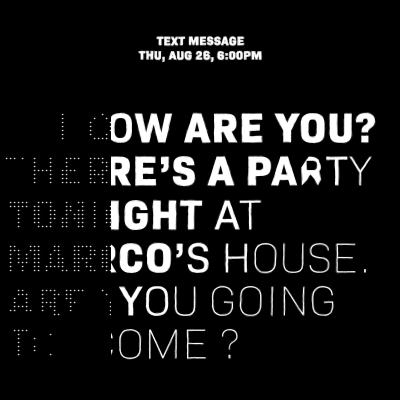 TEXT MESSAGE
THU, AUG 26, 6:00PM
HOW ARE YOU?
THERE'S A PARTY
TONIGHT AT
MARCO'S HOUSE.
ARE YOU GOING
TO COME ?